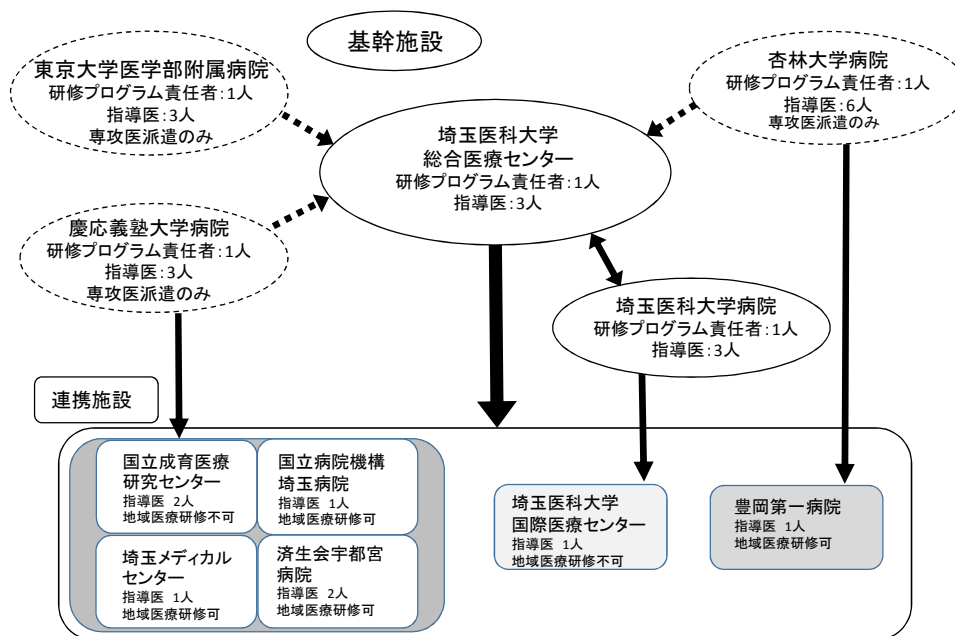 基幹施設
東京大学医学部附属病院
研修プログラム責任者:1人
指導医:3人
専攻医派遣のみ
杏林大学病院
研修プログラム責任者:1人
指導医:6人
専攻医派遣のみ
埼玉医科大学
総合医療センター
研修プログラム責任者:1人
指導医:3人
慶応義塾大学病院
研修プログラム責任者:1人
指導医:3人
専攻医派遣のみ
埼玉医科大学病院
研修プログラム責任者:1人
指導医:3人
連携施設
国立成育医療
研究センター
指導医 2人
地域医療研修不可
国立病院機構
埼玉病院
指導医 1人
地域医療研修可
埼玉メディカル
センター
指導医 1人
地域医療研修可
済生会宇都宮
病院
指導医 2人
地域医療研修可
埼玉医科大学
国際医療センター
指導医 1人
地域医療研修不可
豊岡第一病院
指導医 1人
地域医療研修可